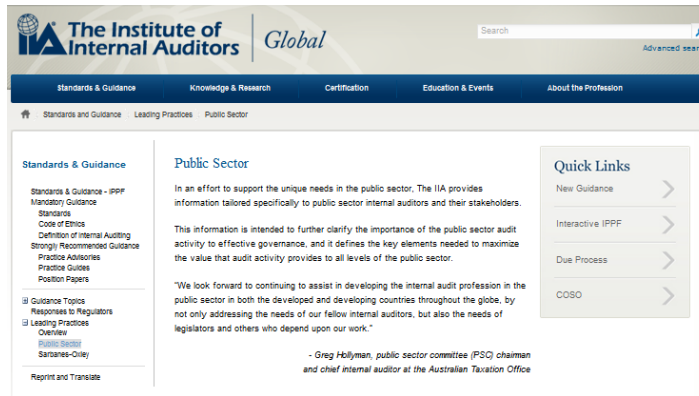 The Institute of
Internal Auditors
IIA
Global
Search
Advanced sear
Standards & Guidance
Knowledge & Research
Certification
Education & Events
About the Profession
Standards and Guidance
Leading Practices
Public Sector
Standards & Guidance
Standards & Guidance – IPPF
Mandatory Guidance
Standards
Code of Ethics
Definition of Internal Auditing
Strongly Recommended Guidance
Practice Advisories
Practice Guides
Position Papers
Guidance Topics
Responses to Regulators
Leading Practices
Overview
Public Sector
Sarbanes-Oxley
Reprint and Translate
Public Sector
In an effort to support the unique needs in the public sector, The IIA provides
information tailored specifically to public sector internal auditors and their stakeholders.
This information is intended to further clarify the importance of the public sector audit
activity to effective governance, and it defines the key elements needed to maximize
the value that audit activity provides to all levels of the public sector.
"We look forward to continuing to assist in developing the internal audit profession in the
public sector in both the developed and developing countries throughout the globe, by
not only addressing the needs of our fellow internal auditors, but also the needs of
legislators and others who depend upon our work."
- Greg Hollyman, public sector committee (PSC) chairman
and chief internal auditor at the Australian Taxation Office
Quick Links
New Guidance
Interactive IPPF
Due Process
COSO